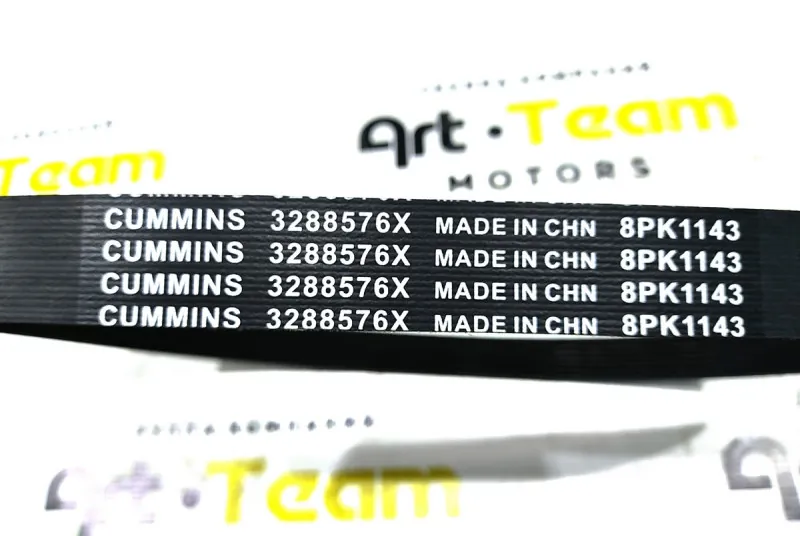 Art·Team
MOTORS
Team
CUMMINS 3288576X MADE IN CHN 8PK1143
CUMMINS 3288576X MADE IN CHN 8PK1143
CUMMINS 3288576X MADE IN CHN 8PK1143
CUMMINS 3288576X MADE IN CHN 8PK1143
Art·Team
Art